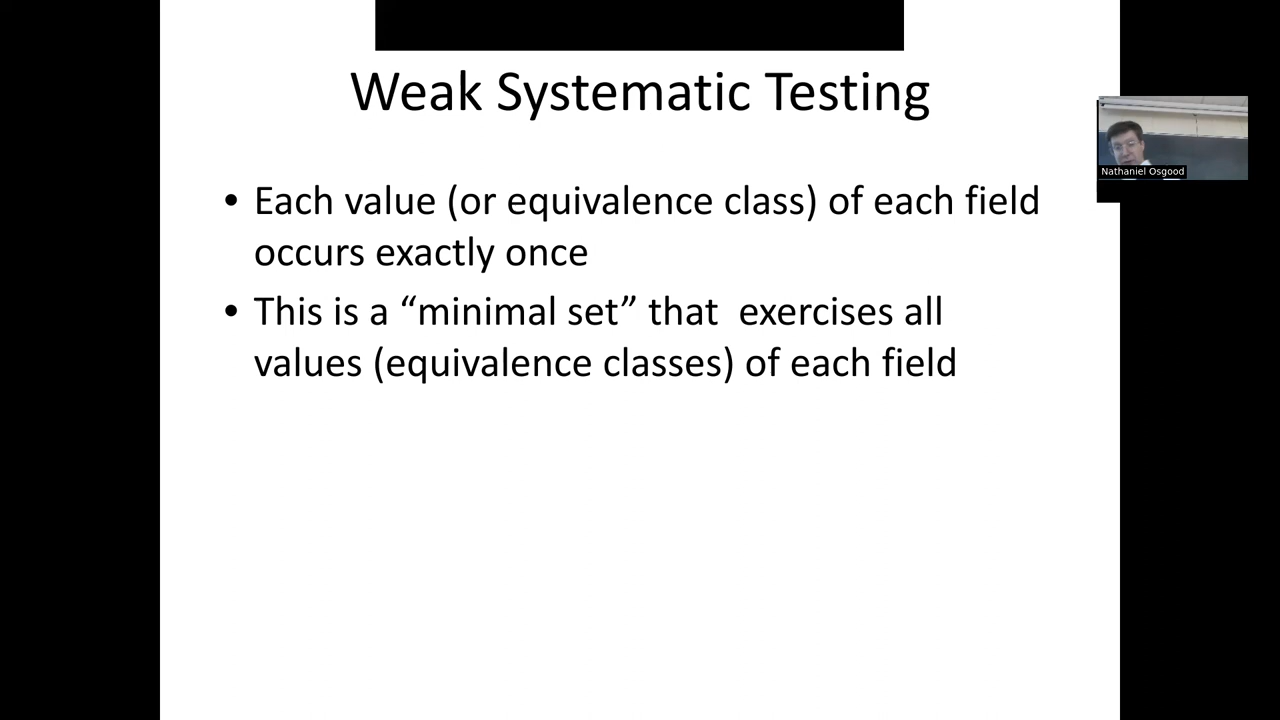 Weak Systematic Testing
• Each value (or equivalence class) of each field
occurs exactly once
• This is a “minimal set” that  exercises all
values (equivalence classes) of each field
Nathaniel Osgood